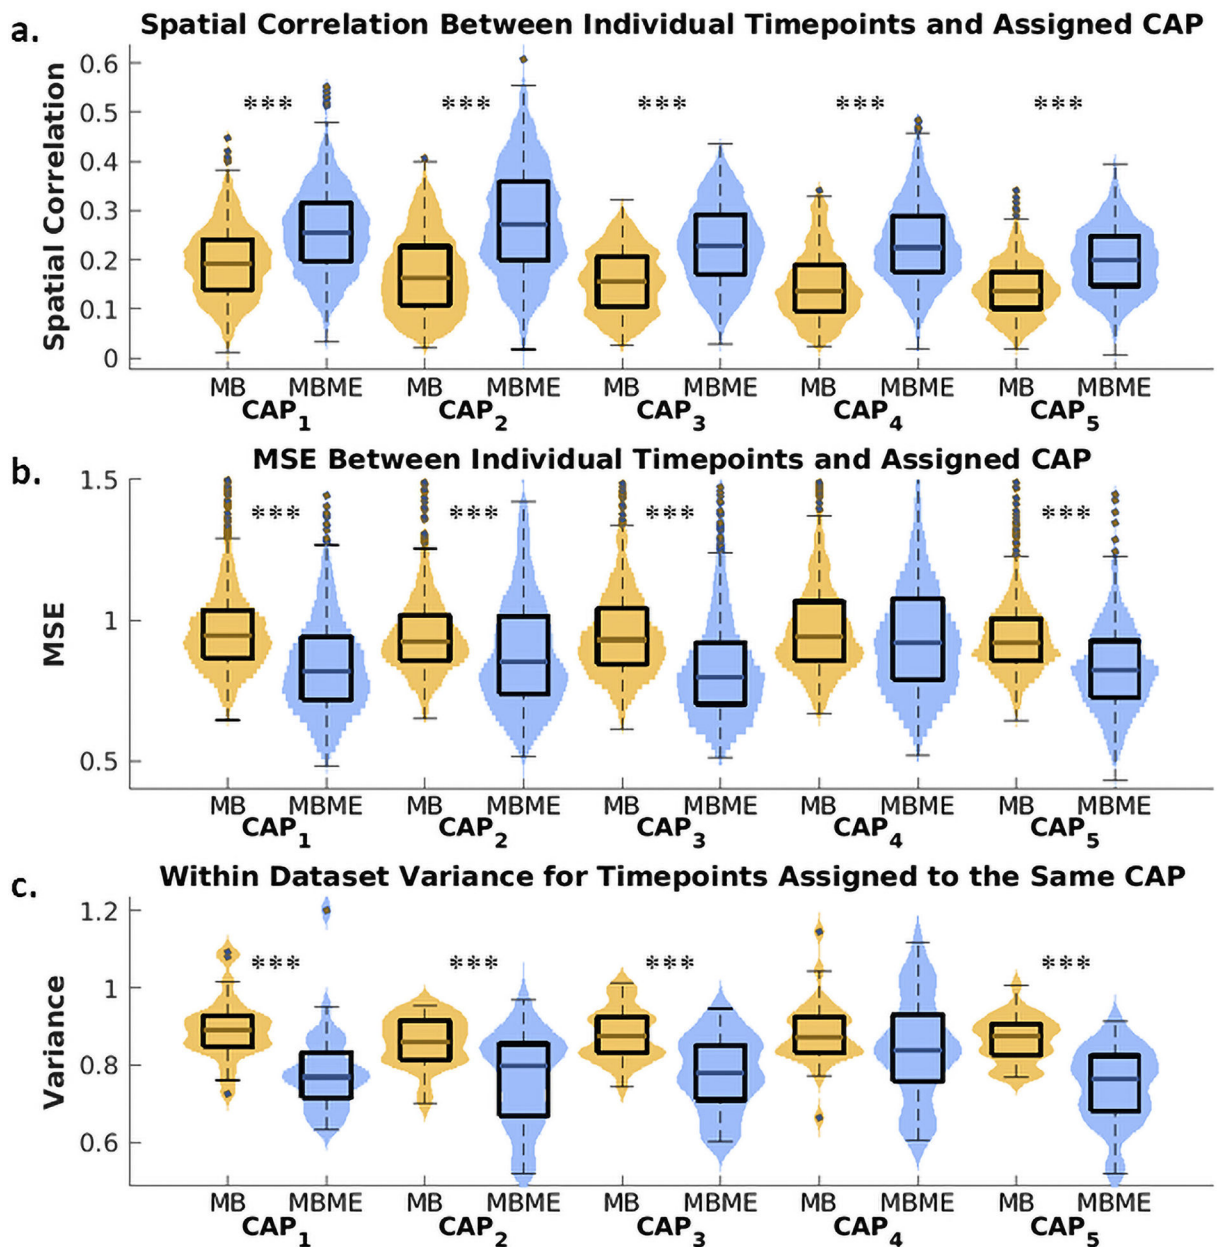 a. Spatial Correlation Between Individual Timepoints and Assigned CAP
Spatial Correlation
0.6
0.5
0.4
0.3
0.2
0.1
0
*** *** *** *** ***
MB MBME MB MBME MB MBME MB MBME MB MBME
CAP1 CAP2 CAP3 CAP4 CAP5
b. MSE Between Individual Timepoints and Assigned CAP
MSE
1.5
1
0.5
*** *** *** ***
MB MBME MB MBME MB MBME MB MBME MB MBME
CAP1 CAP2 CAP3 CAP4 CAP5
c. Within Dataset Variance for Timepoints Assigned to the Same CAP
Variance
1.2
1
0.8
0.6
*** *** *** ***
MB MBME MB MBME MB MBME MB MBME MB MBME
CAP1 CAP2 CAP3 CAP4 CAP5